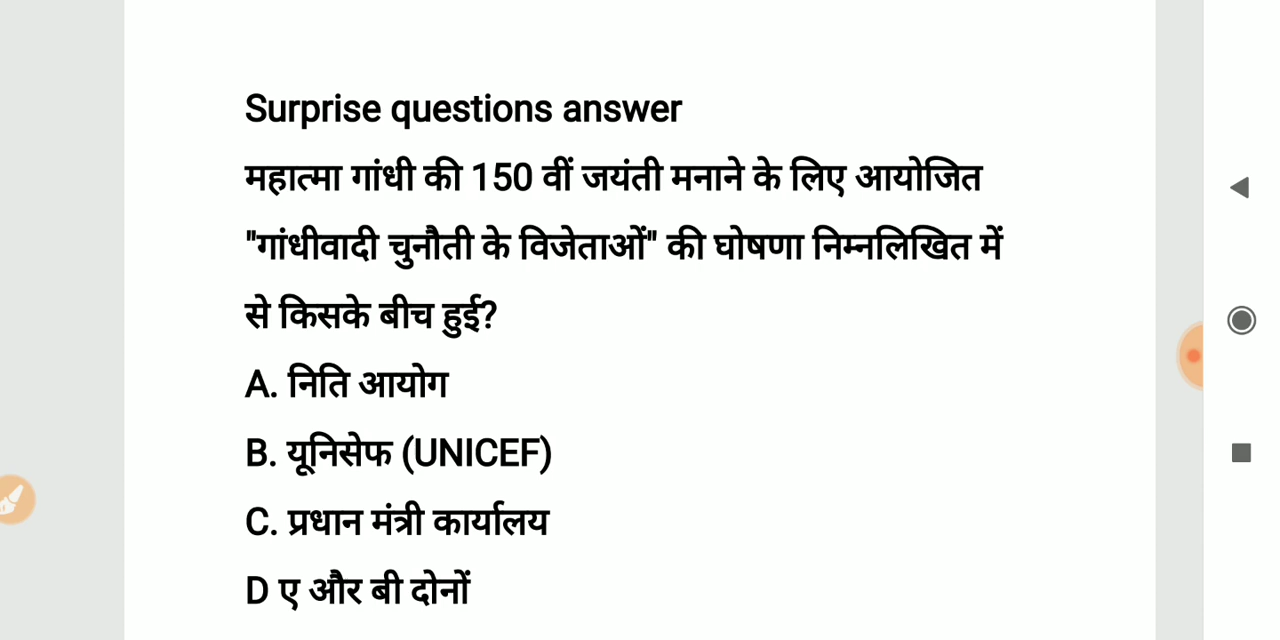 Surprise questions answer
महात्मा गांधी की 150 वीं जयंती मनाने के लिए आयोजित
"गांधीवादी चुनौती के विजेताओं" की घोषणा निम्नलिखित में
से किसके बीच हुई?
A. निति आयोग
B. यूनिसेफ (UNICEF)
C. प्रधान मंत्री कार्यालय
D ए और बी दोनों